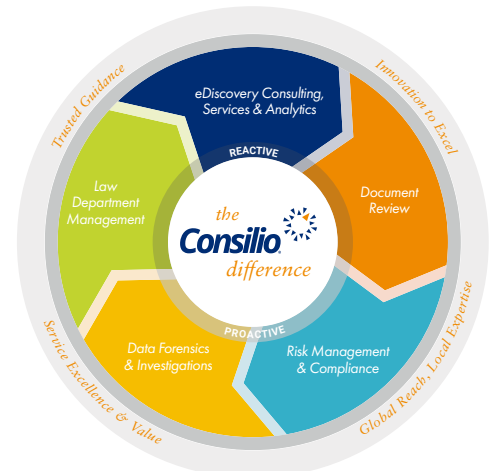 Trusted Guidance
Innovation to Excel
eDiscovery Consulting,
Services & Analytics
REACTIVE
Law
Department
Management
Document
Review
the
Consilio
difference
PROACTIVE
Data Forensics
& Investigations
Risk Management
& Compliance
Service Excellence & Value
Global Reach, Local Expertise